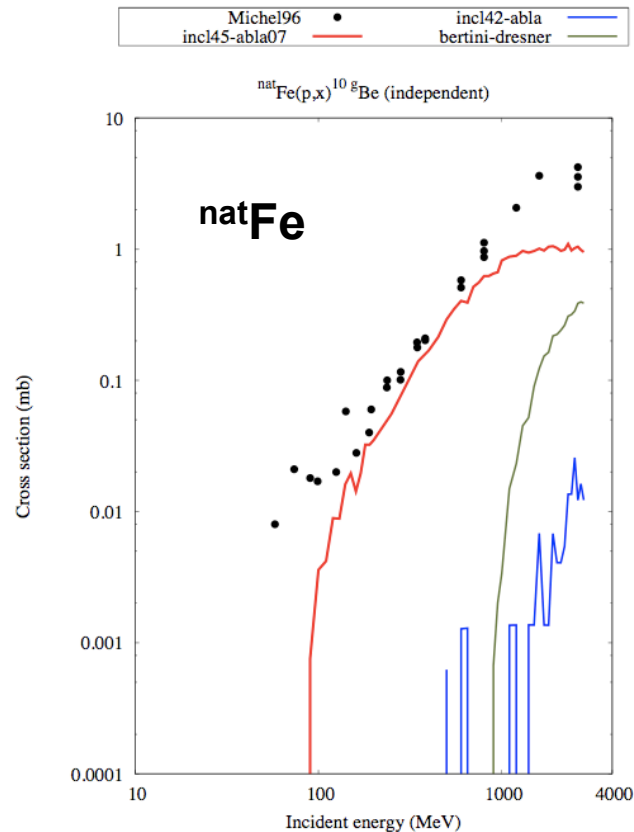 Michel96
incl45-abla07
incl42-abla
bertini-dresner
natFe(p,x)10 gBe (independent)
natFe
10
1
0.1
0.01
0.001
0.0001
Cross section (mb)
10
100
1000
4000
Incident energy (MeV)